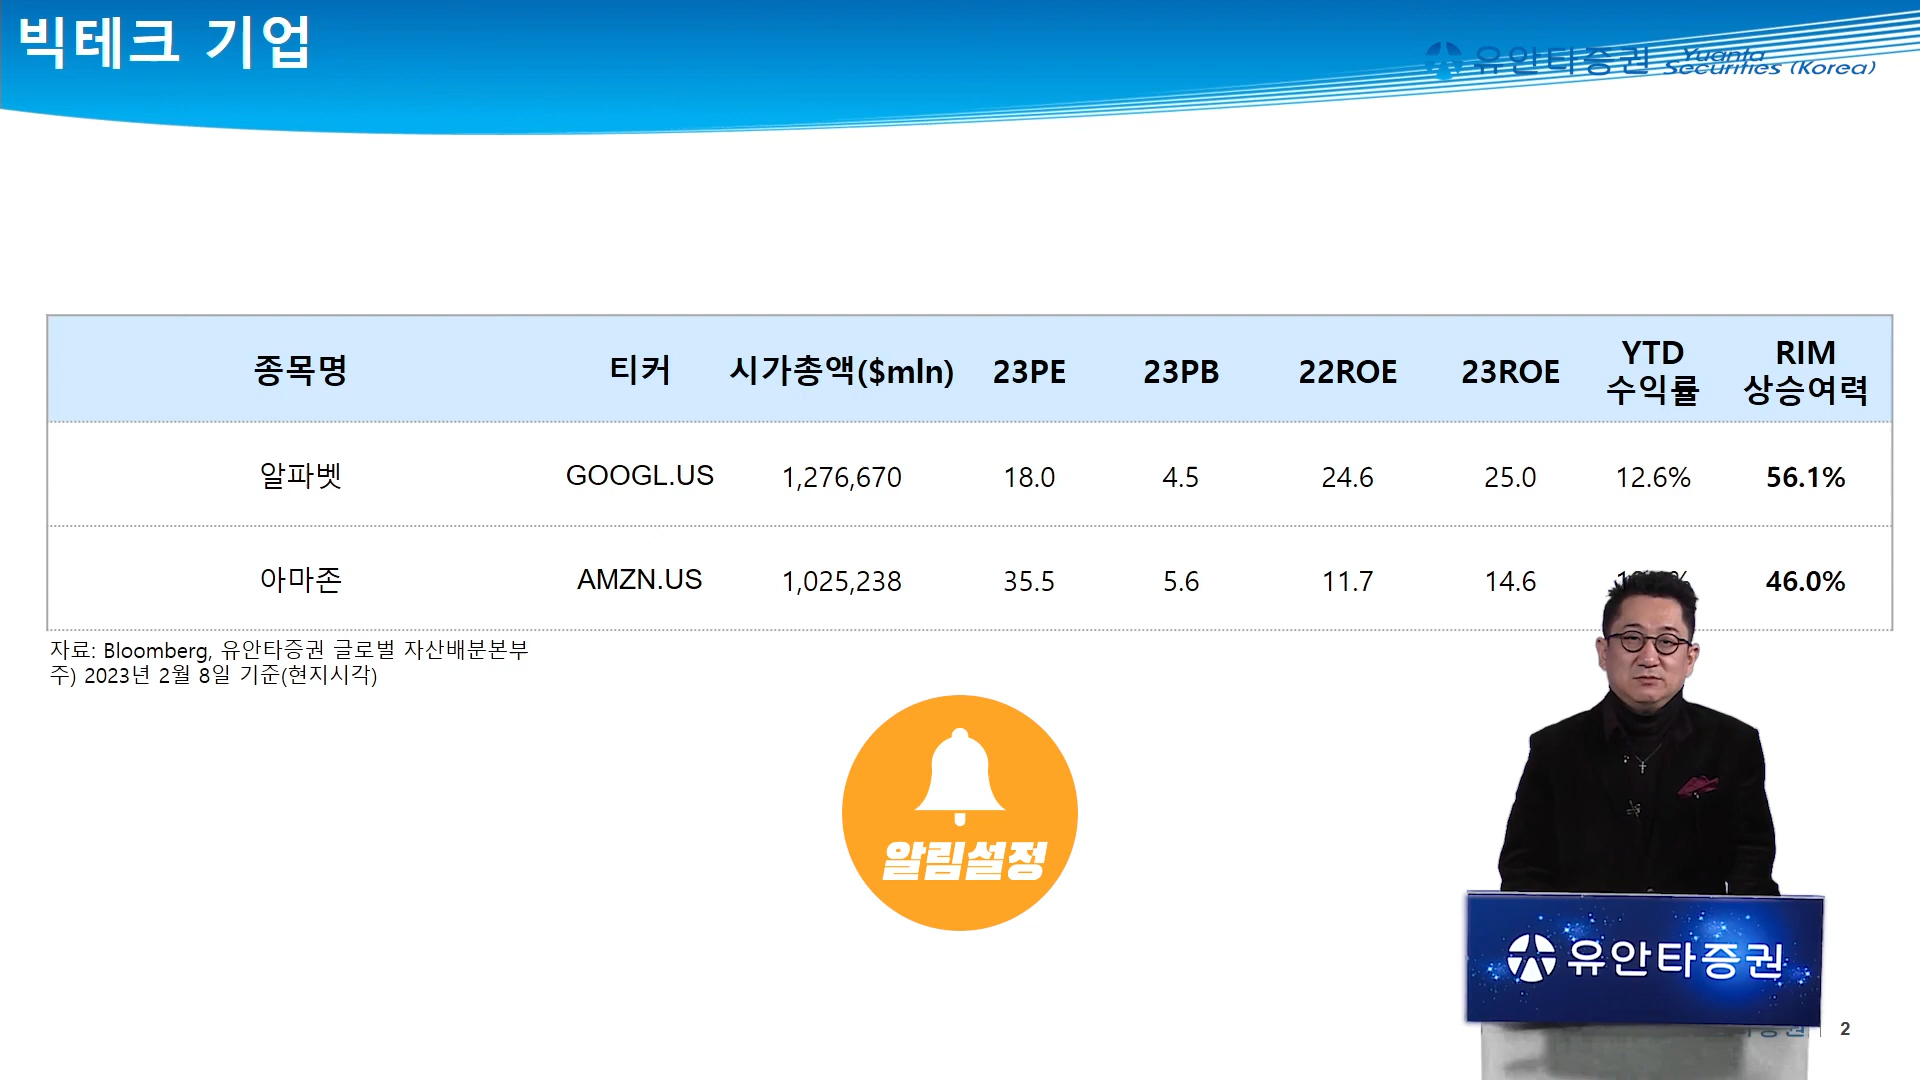 빅테크 기업
유안타증권 Yuanta Securities (Korea)
종목명 티커 시가총액($mln) 23PE 23PB 22ROE 23ROE YTD 수익률 RIM 상승여력
알파벳 GOOGL.US 1,276,670 18.0 4.5 24.6 25.0 12.6% 56.1%
아마존 AMZN.US 1,025,238 35.5 5.6 11.7 14.6 46.0%
자료: Bloomberg, 유안타증권 글로벌 자산배분본부
주) 2023년 2월 8일 기준(현지시각)
알림설정
유안타증권
2